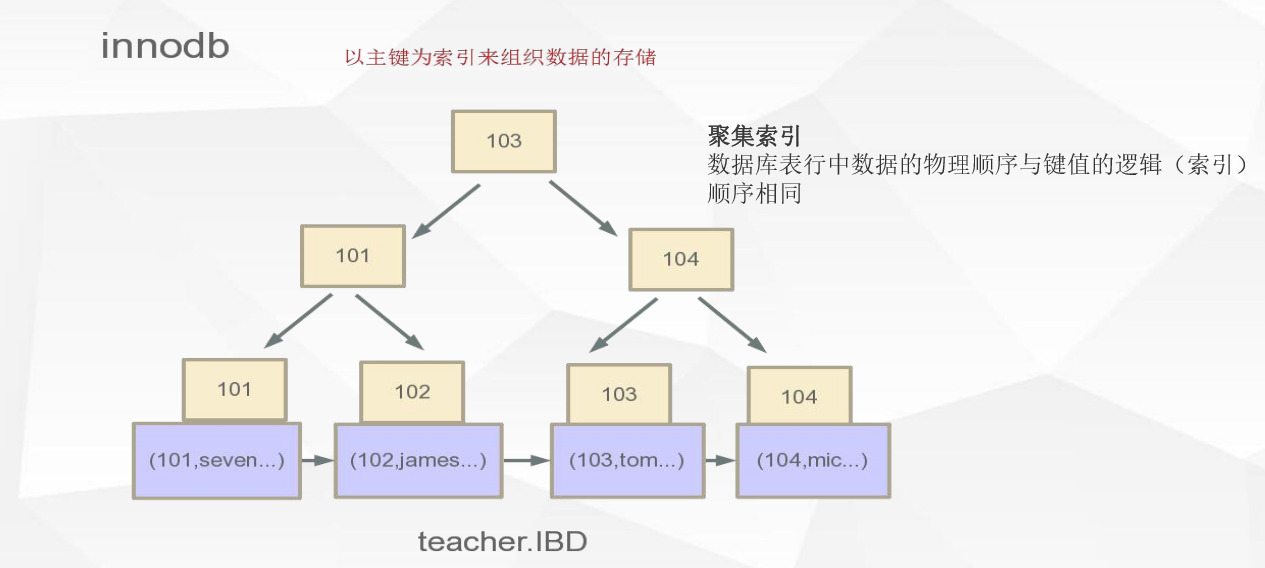 innodb
以主键为索引来组织数据的存储
103
聚集索引
数据库表行中数据的物理顺序与键值的逻辑（索引）
顺序相同
101
104
101
102
103
104
(101,seven...)
(102,james...)
(103,tom...)
(104,mic...)
teacher.IBD